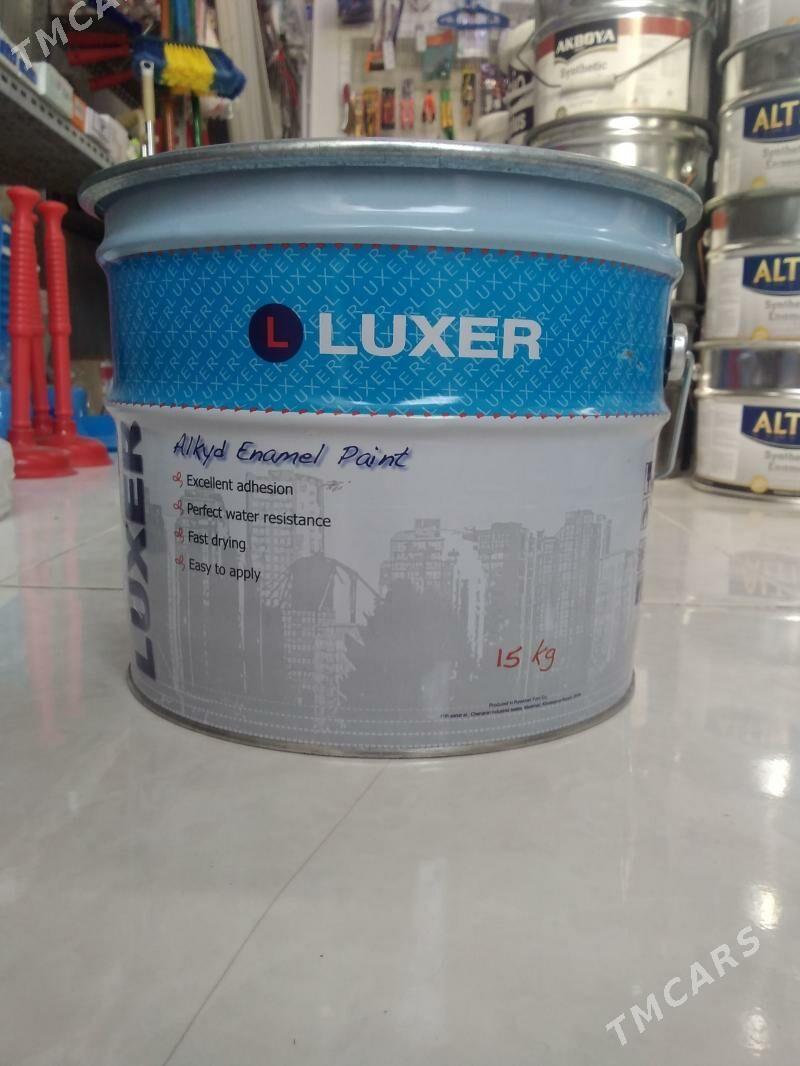 TMCARS
AKBOYA
Synthetic
ALT
ALT
ALT
L LUXER
LUXER
Alkyd Enamel Paint
Excellent adhesion
Perfect water resistance
Fast drying
Easy to apply
15 kg
TMCARS